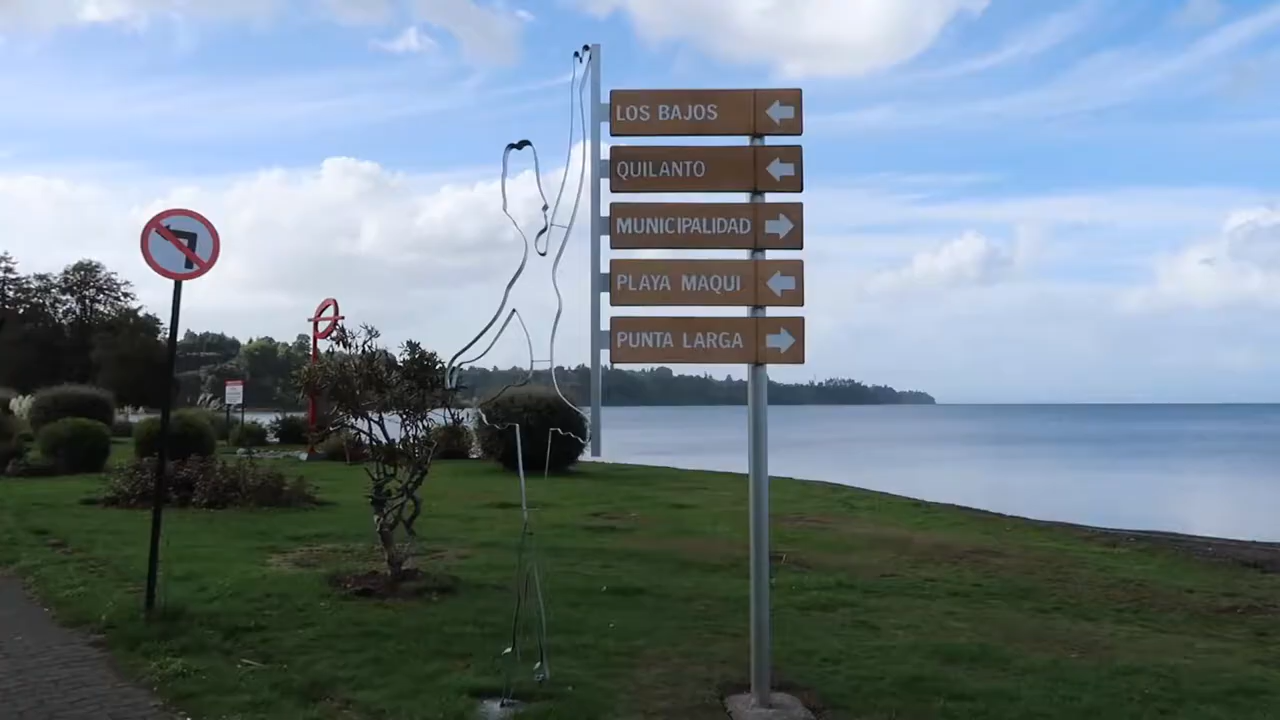 LOS BAJOS
QUILANTO
MUNICIPALIDAD
PLAYA MAQUI
PUNTA LARGA